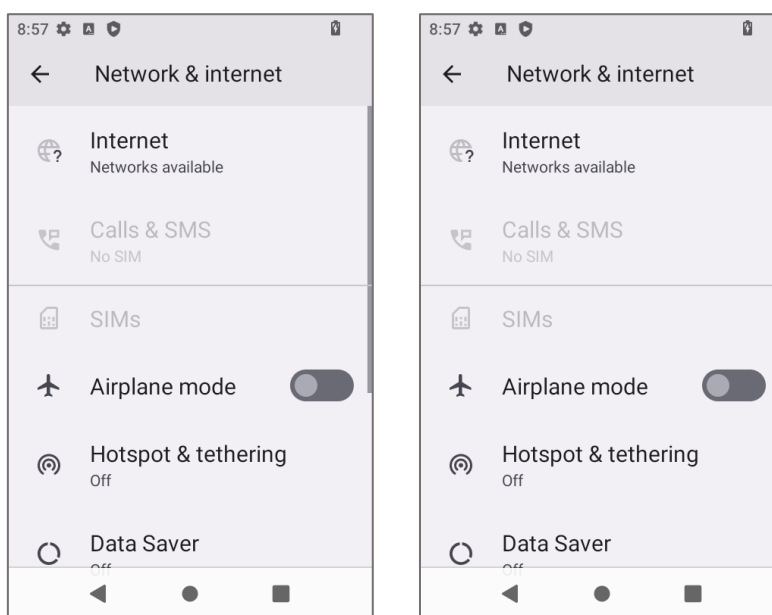 8:57
Network & internet
Internet
Networks available
Calls & SMS
No SIM
SIMs
Airplane mode
Hotspot & tethering
Off
Data Saver
Off
8:57
Network & internet
Internet
Networks available
Calls & SMS
No SIM
SIMs
Airplane mode
Hotspot & tethering
Off
Data Saver
Off